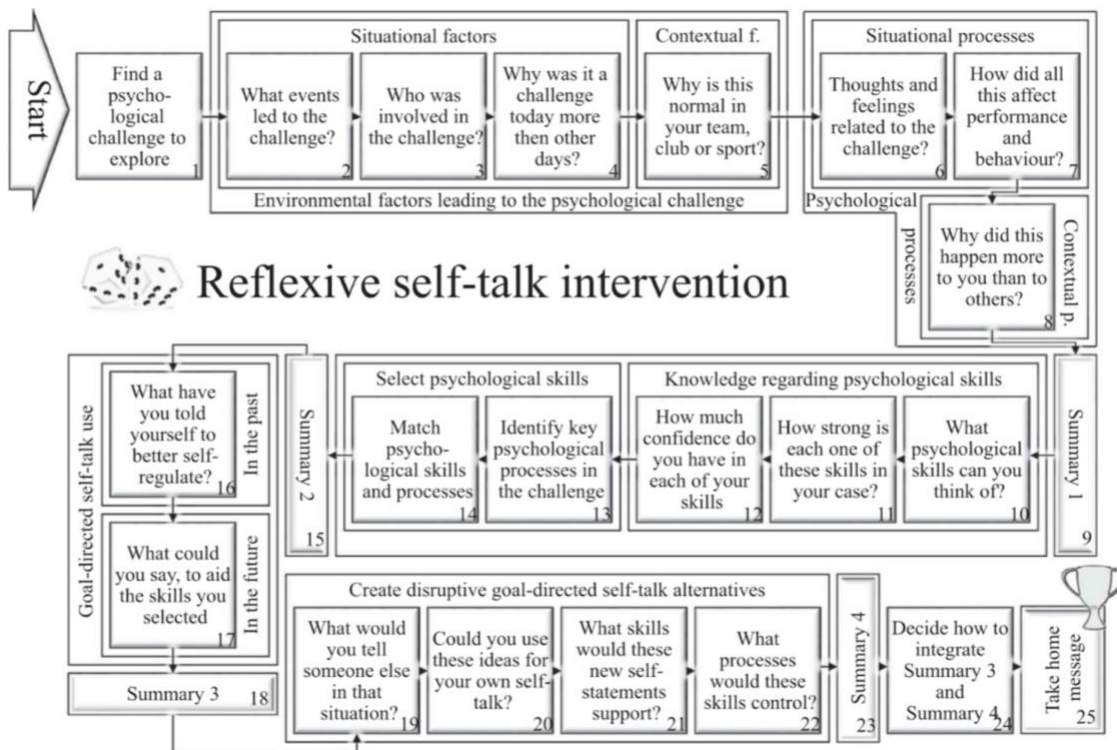 Start
Find a
psycho-
logical
challenge to
explore
1
Situational factors
What events
led to the
challenge?
2
Who was
involved in
the challenge?
3
Why was it a
challenge
today more
then other
days?
4
Contextual f.
Why is this
normal in
your team,
club or sport?
5
Environmental factors leading to the psychological challenge
Situational processes
Thoughts and
feelings
related to the
challenge?
6
How did all
this affect
performance
and
behaviour?
7
Psychological
processes
Why did this
happen more
to you than to
others?
8
Contextual p.
Reflexive self-talk intervention
Summary 1
9
Knowledge regarding psychological skills
What
psychological
skills can you
think of?
10
How strong is
each one of
these skills in
your case?
11
How much
confidence do
you have in
each of your
skills
12
Select psychological skills
Identify key
psychological
processes in
the challenge
13
Match
psycho-
logical skills
and processes
14
Summary 2
15
Goal-directed self-talk use
What have
you told
yourself to
better self-
regulate?
16
In the past
What could
you say, to aid
the skills you
selected
17
In the future
Summary 3
18
Create disruptive goal-directed self-talk alternatives
What would
you tell
someone else
in that
situation?
19
Could you use
these ideas for
your own self-
talk?
20
What skills
would these
new self-
statements
support?
21
What
processes
would these
skills control?
22
Summary 4
23
Decide how to
integrate
Summary 3
and
Summary 4
24
Take home
message
25